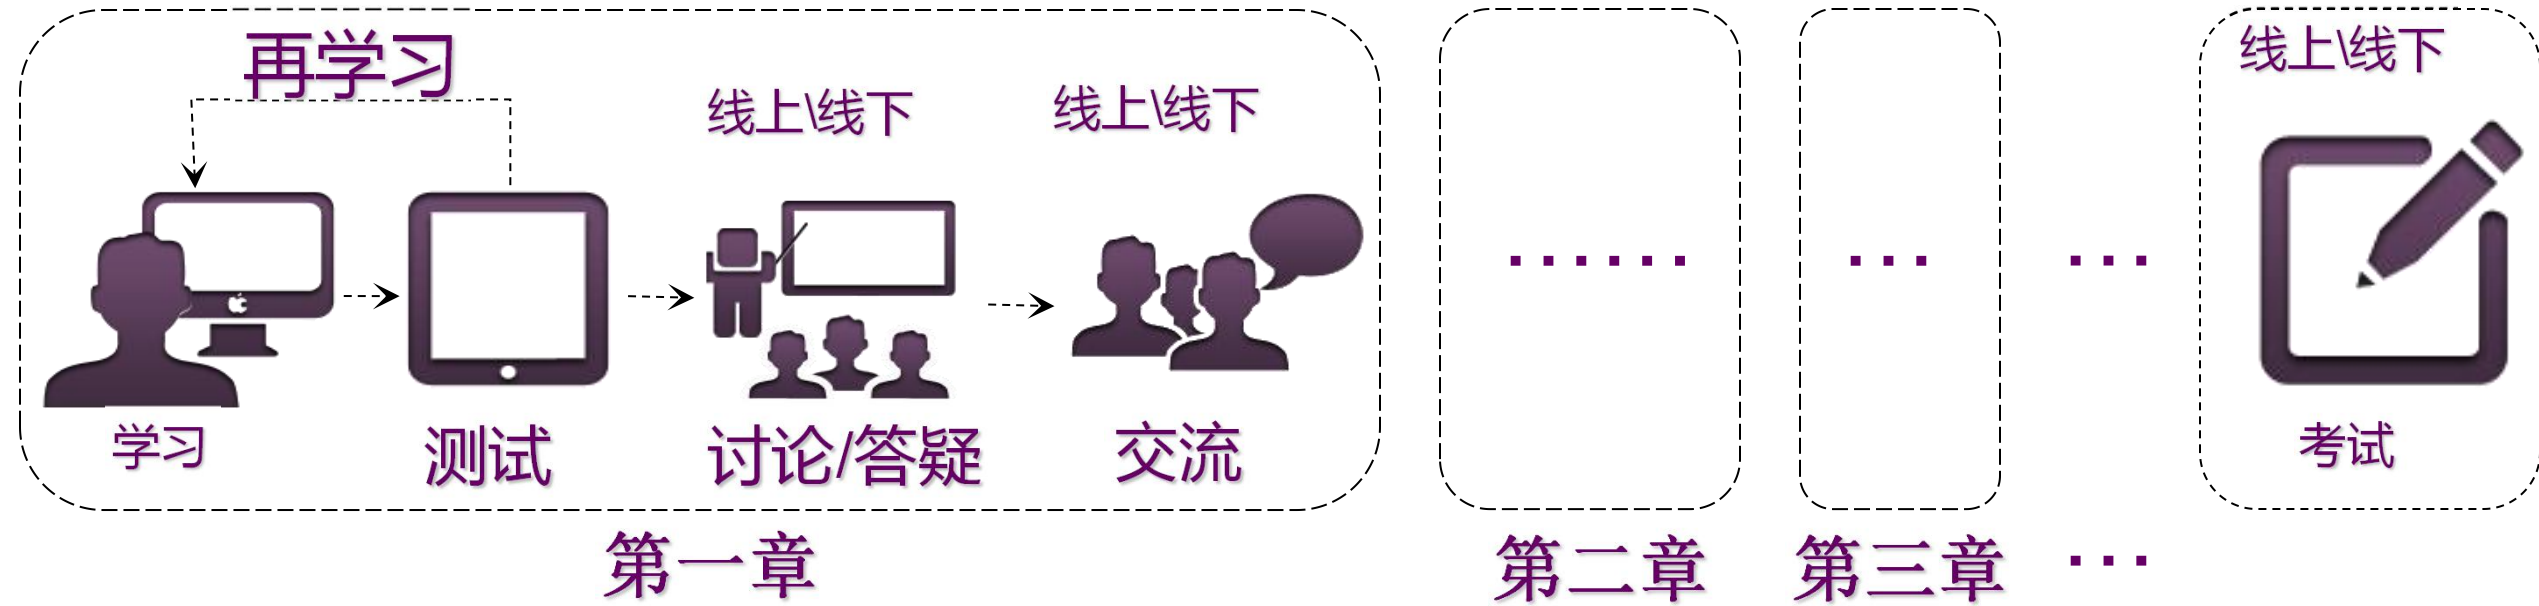 再学习
线上\线下
线上\线下
线上\线下
学习
测试
讨论/答疑
交流
······
···
···
考试
第一章
第二章
第三章
···